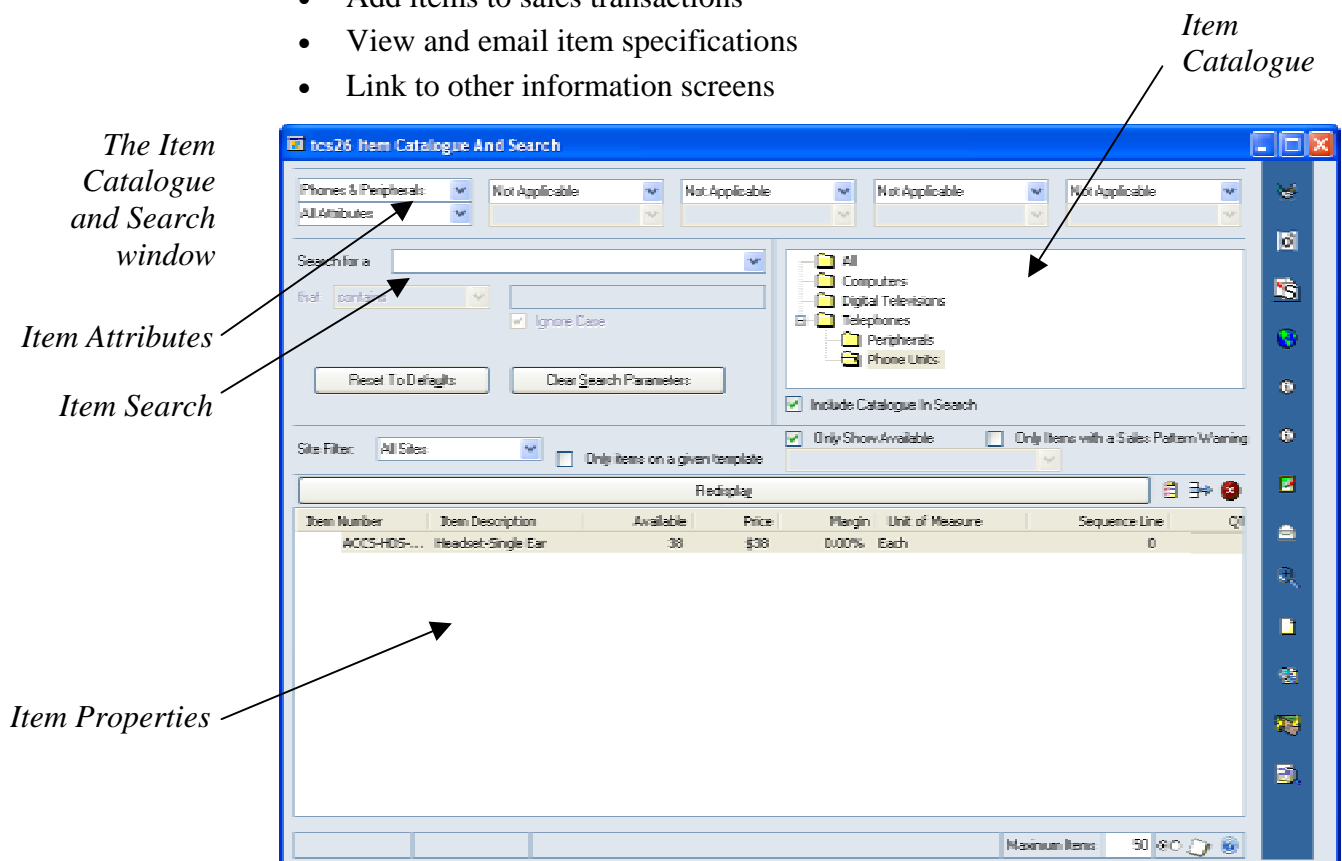 • Add items to sales transactions
• View and email item specifications
• Link to other information screens
Item
Catalogue
The Item
Catalogue
and Search
window
Item Attributes
Item Search
Item Properties
tcs26 Item Catalogue And Search
Phones & Peripherals Not Applicable Not Applicable Not Applicable Not Applicable
All Attributes
Search for a
that contains
Ignore Case
Reset To Defaults Clear Search Parameters
All
Computers
Digital Televisions
Telephones
Peripherals
Phone Units
Include Catalogue In Search
Site Filter: All Sites Only items on a given template
Only Show Available Only Items with a Sales Pattern Warning
Redisplay
Item Number Item Description Available Price Margin Unit of Measure Sequence Line
ACCS-HDS-... Headset-Single Ear 38 $38 0.00% Each 0
Maximum Items 50